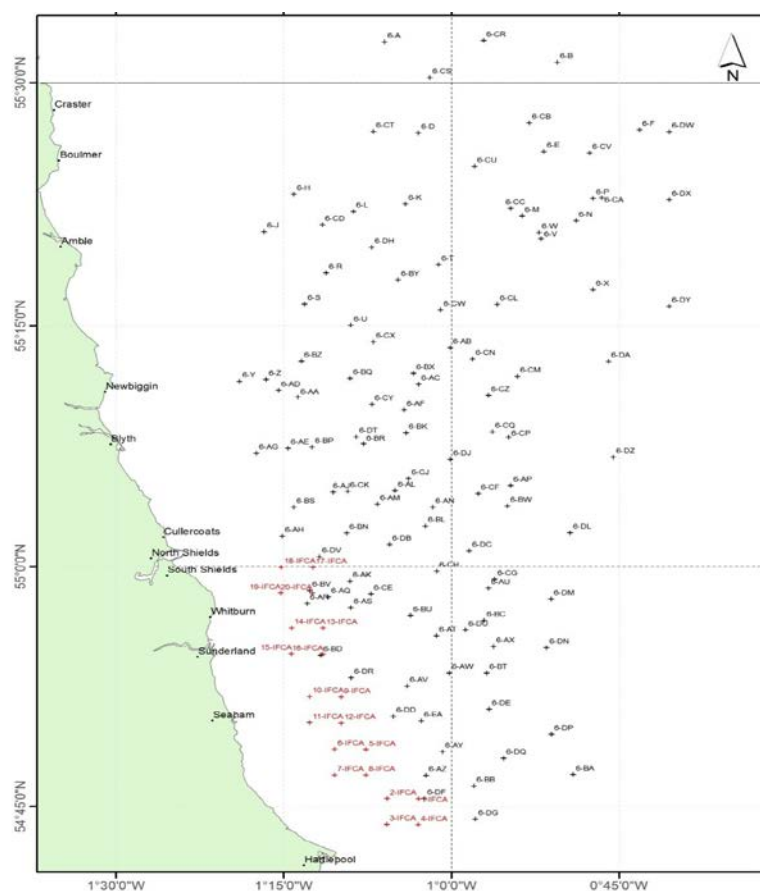 6-A
6-CR
6-B
6-CS
N
55°30'0"N
Craster
6-CB
6-CT
6-D
6-F
6-DW
Boulmer
6-E
6-CV
6-CU
6-H
6-P
6-CA
6-DX
6-K
6-CC
6-L
6-M
6-N
6-CD
6-J
6-W
6-V
Amble
6-DH
6-T
6-R
6-BY
6-X
6-S
6-CW
6-CL
6-DY
6-U
55°15'0"N
6-CX
6-AB
6-BZ
6-CN
6-DA
6-Y
6-Z
6-BQ
6-BX
6-CM
6-AD
6-AC
Newbiggin
6-AA
6-CZ
6-CY
6-AF
6-DT
6-BK
6-CQ
6-CP
Blyth
6-AE
6-BP
6-BR
6-AG
6-DJ
6-DZ
6-CJ
6-AP
6-AJ
6-CK
6-AL
6-CF
6-BS
6-AM
6-AN
6-BW
6-BL
Cullercoats
6-AH
6-BN
6-DL
6-DB
6-DC
North Shields
6-DV
18-IFCA
17-IFCA
55°0'0"N
South Shields
6-CH
6-CG
6-AK
6-AU
19-IFCA
20-IFCA
6-BV
6-AQ
6-CE
6-DM
6-AR
6-AS
Whitburn
6-BU
6-BC
14-IFCA
13-IFCA
6-AT
6-DU
6-AX
6-DN
15-IFCA
16-IFCA
6-BD
Sunderland
6-DR
6-AW
6-BT
6-AV
10-IFCA
9-IFCA
6-DE
Seaham
11-IFCA
12-IFCA
6-DD
6-EA
6-DP
6-IFCA
5-IFCA
6-AY
6-DQ
7-IFCA
8-IFCA
6-AZ
6-BA
6-BB
2-IFCA
6-DF
-IFCA
54°45'0"N
3-IFCA
4-IFCA
6-DG
Hartlepool
1°30'0"W
1°15'0"W
1°0'0"W
0°45'0"W